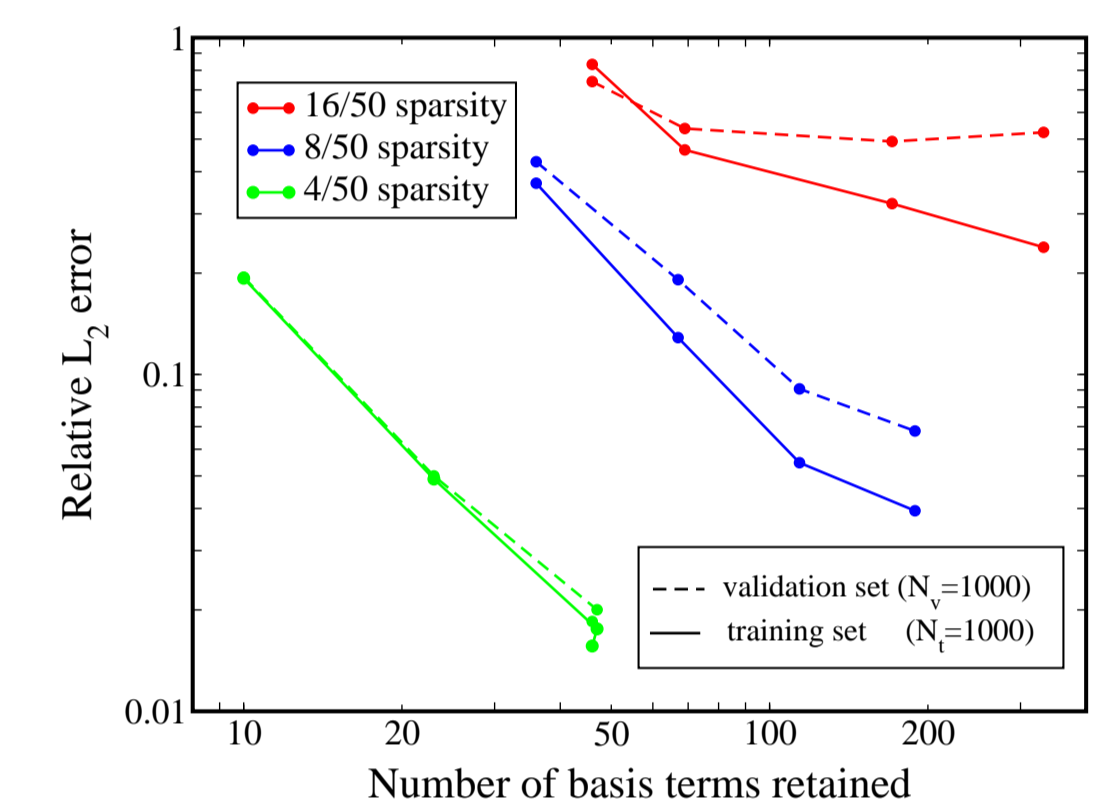 1
16/50 sparsity
8/50 sparsity
4/50 sparsity
Relative L₂ error
0.1
validation set (Nᵥ=1000)
training set (Nₜ=1000)
0.01
10 20 50 100 200
Number of basis terms retained